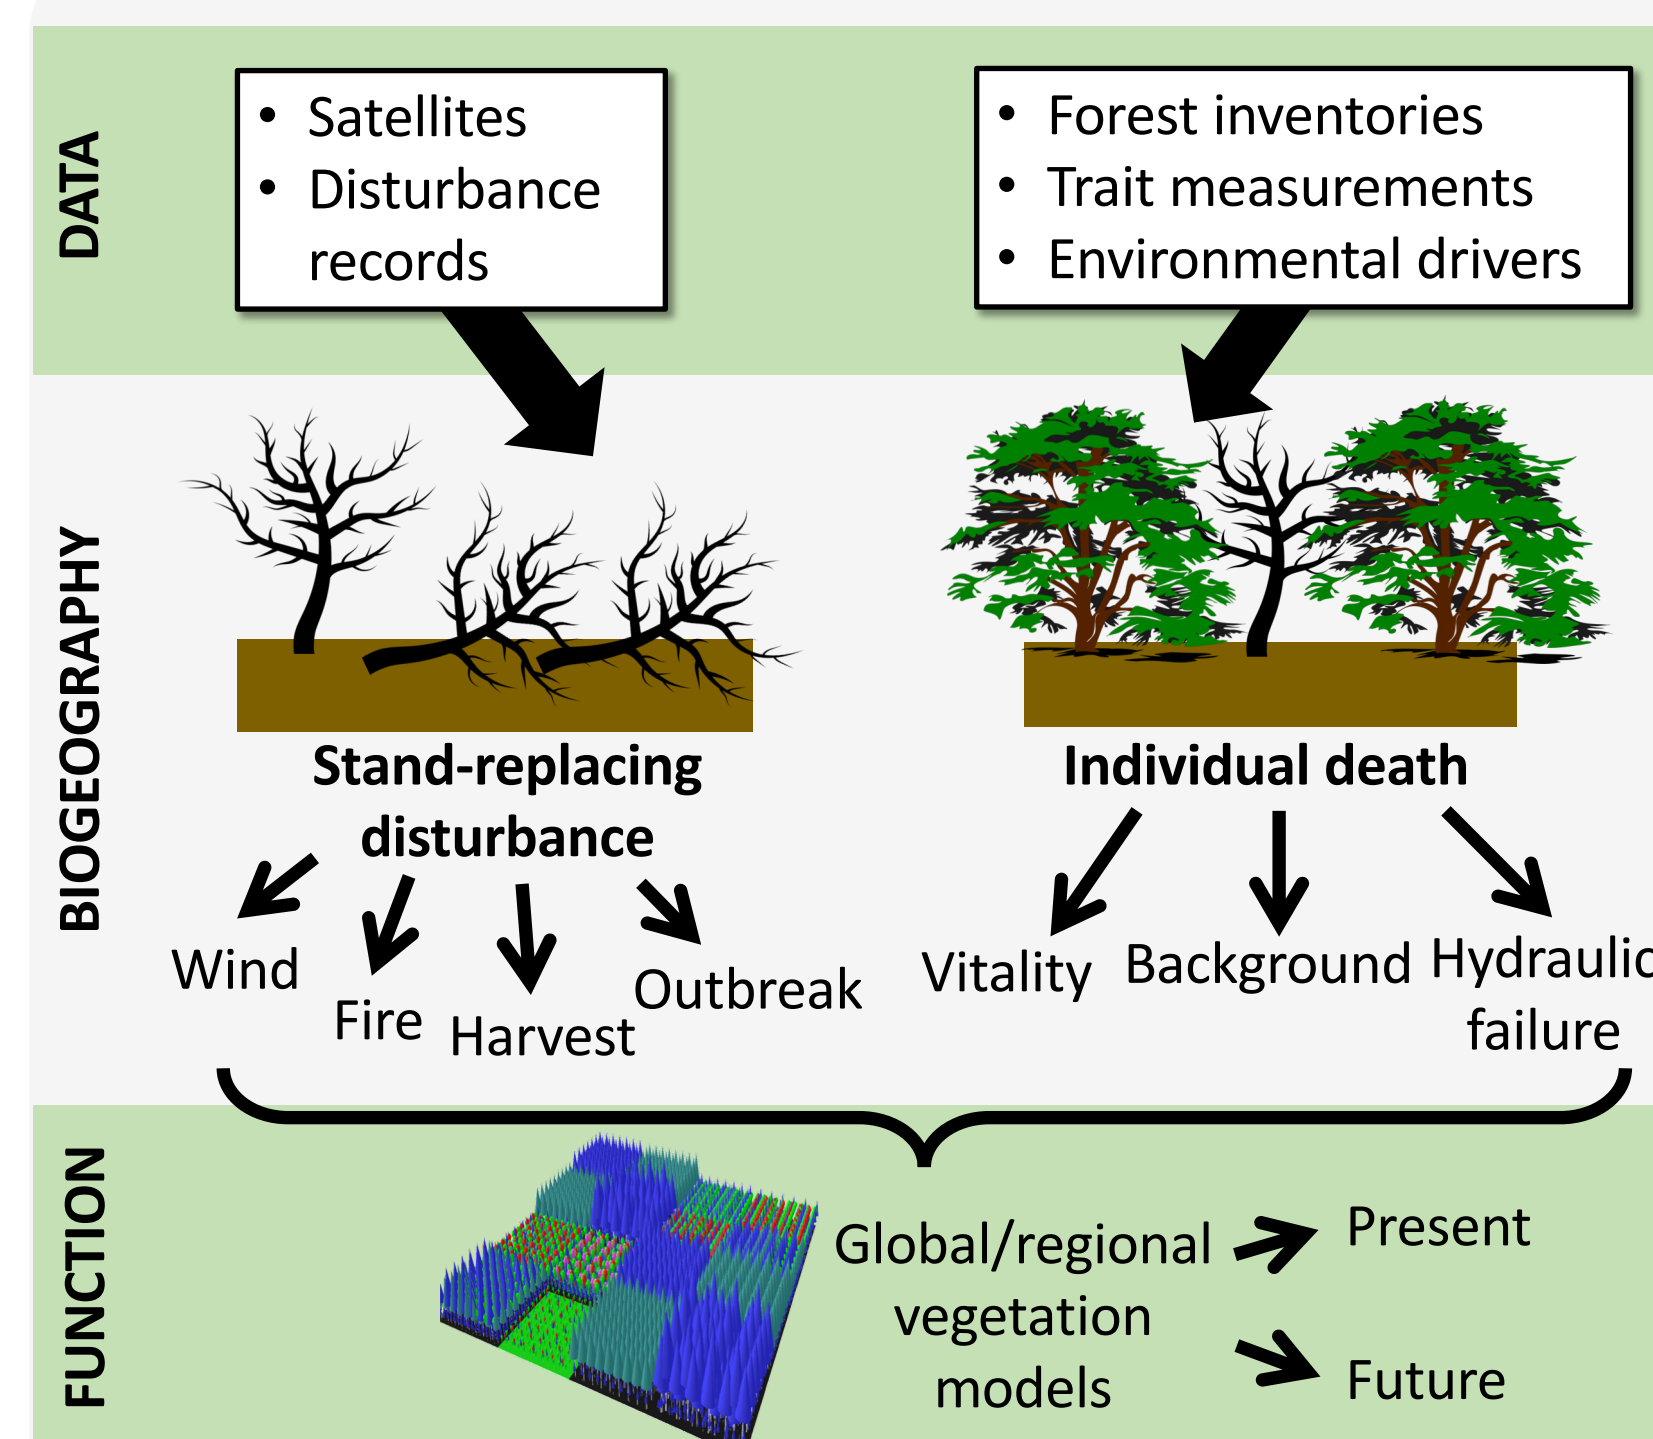 DATA
• Satellites
• Disturbance
records
• Forest inventories
• Trait measurements
• Environmental drivers
BIOGEOGRAPHY
Stand-replacing
disturbance
Wind
Fire
Harvest
Outbreak
Individual death
Vitality
Background
Hydraulic
failure
FUNCTION
Global/regional
vegetation
models
Present
Future